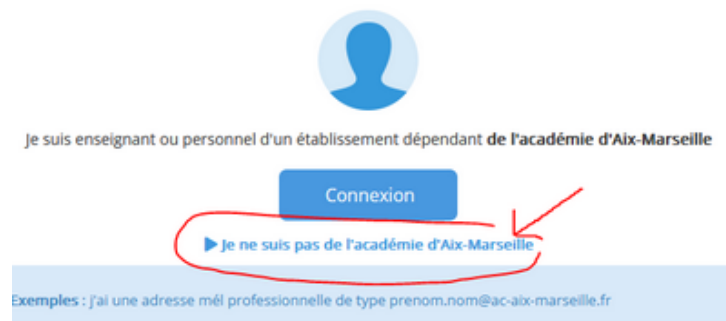 Je suis enseignant ou personnel d'un établissement dépendant de l'académie d'Aix-Marseille
Connexion
Je ne suis pas de l'académie d'Aix-Marseille
Exemples : j'ai une adresse mél professionnelle de type prenom.nom@ac-aix-marseille.fr